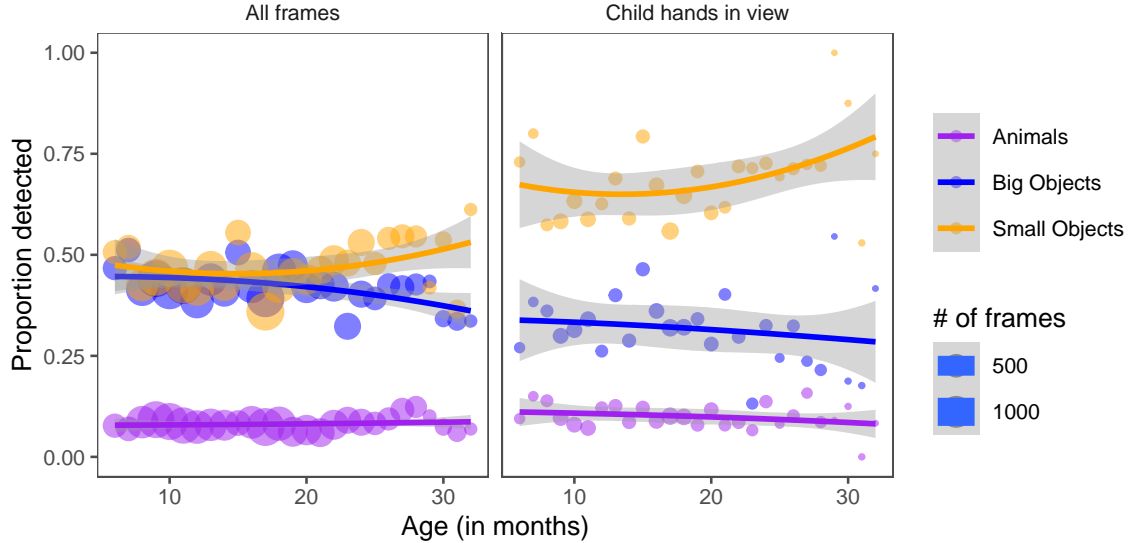 All frames
Child hands in view
Proportion detected
1.00
0.75
0.50
0.25
0.00
10
20
30
10
20
30
Age (in months)
Animals
Big Objects
Small Objects
# of frames
500
1000